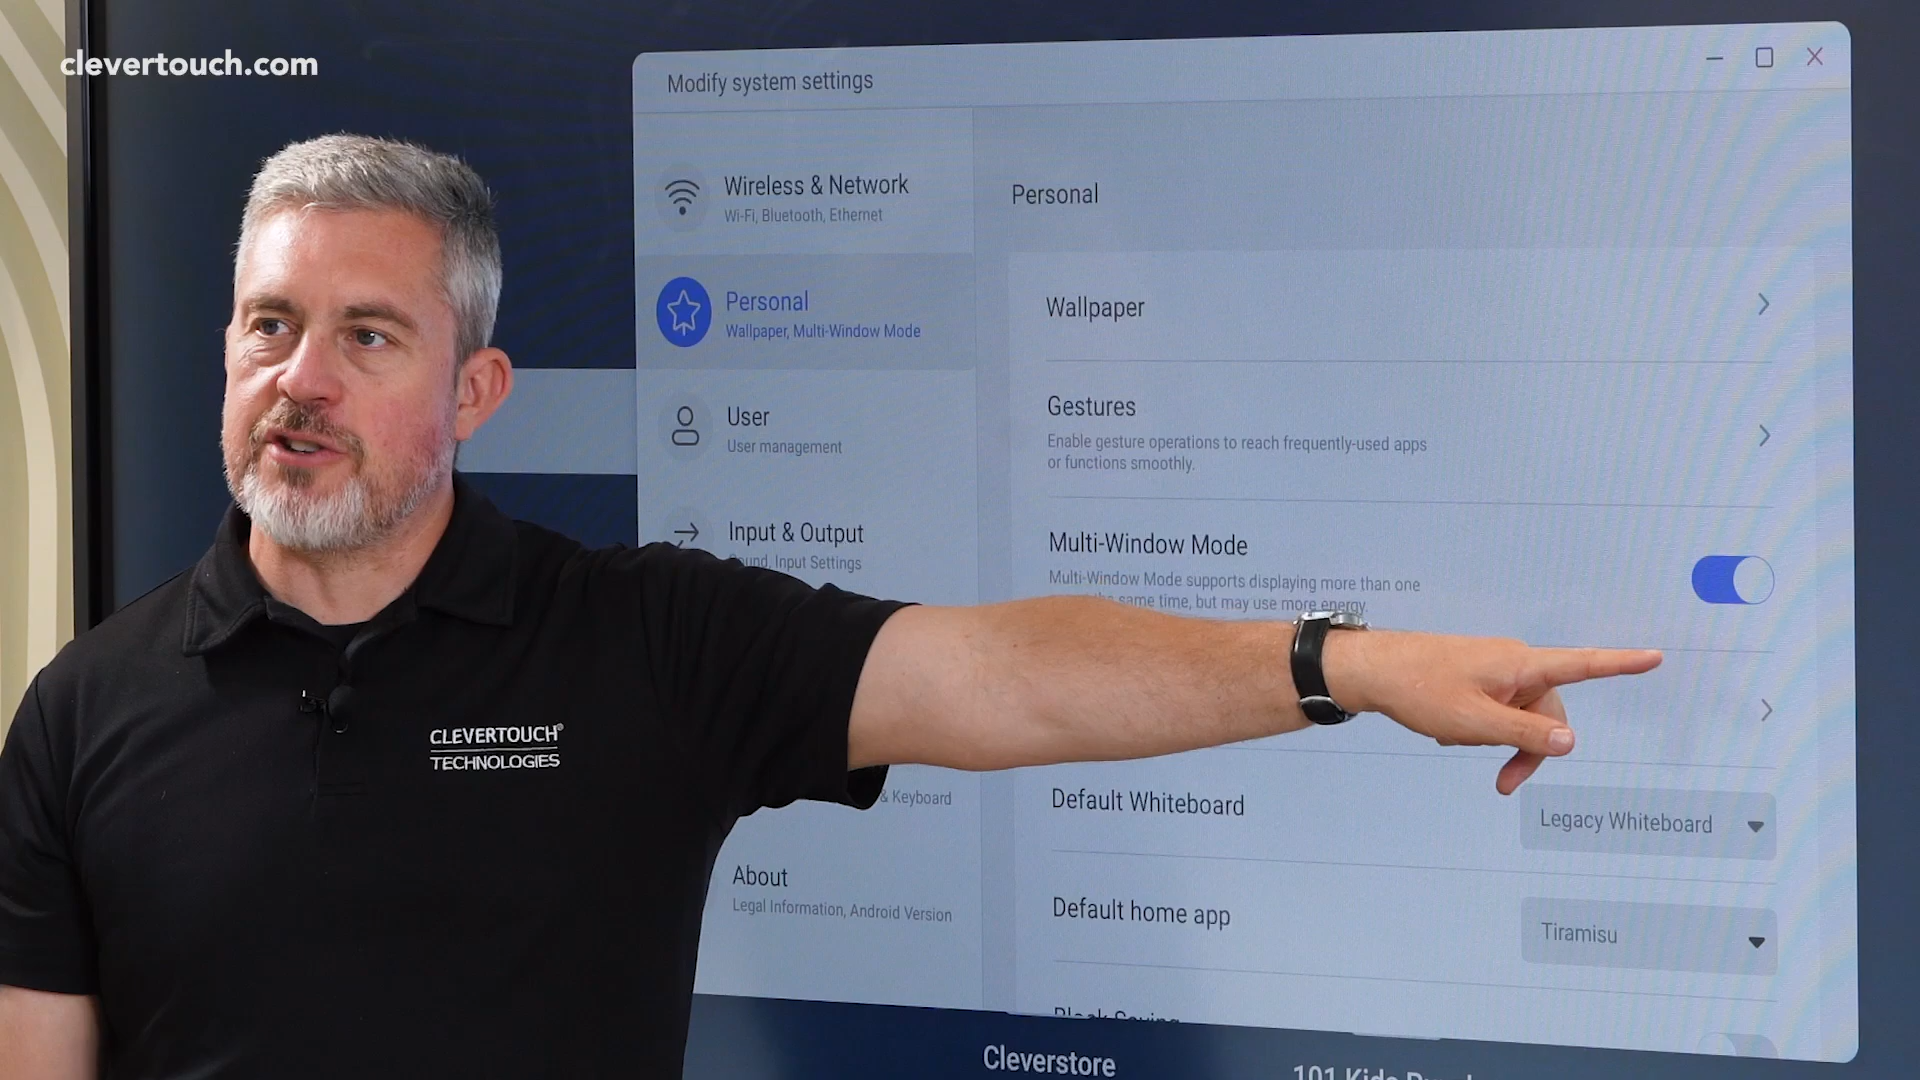 clevertouch.com
Modify system settings
Wireless & Network
Wi-Fi, Bluetooth, Ethernet
Personal
Wallpaper, Multi-Window Mode
User
User management
Input & Output
Sound, Input Settings
& Keyboard
About
Legal Information, Android Version
Personal
Wallpaper
Gestures
Enable gesture operations to reach frequently-used apps
or functions smoothly.
Multi-Window Mode
Multi-Window Mode supports displaying more than one
same time, but may use more energy.
Default Whiteboard
Legacy Whiteboard
Default home app
Tiramisu
CLEVERTOUCH®
TECHNOLOGIES
Cleverstore
101 Kids